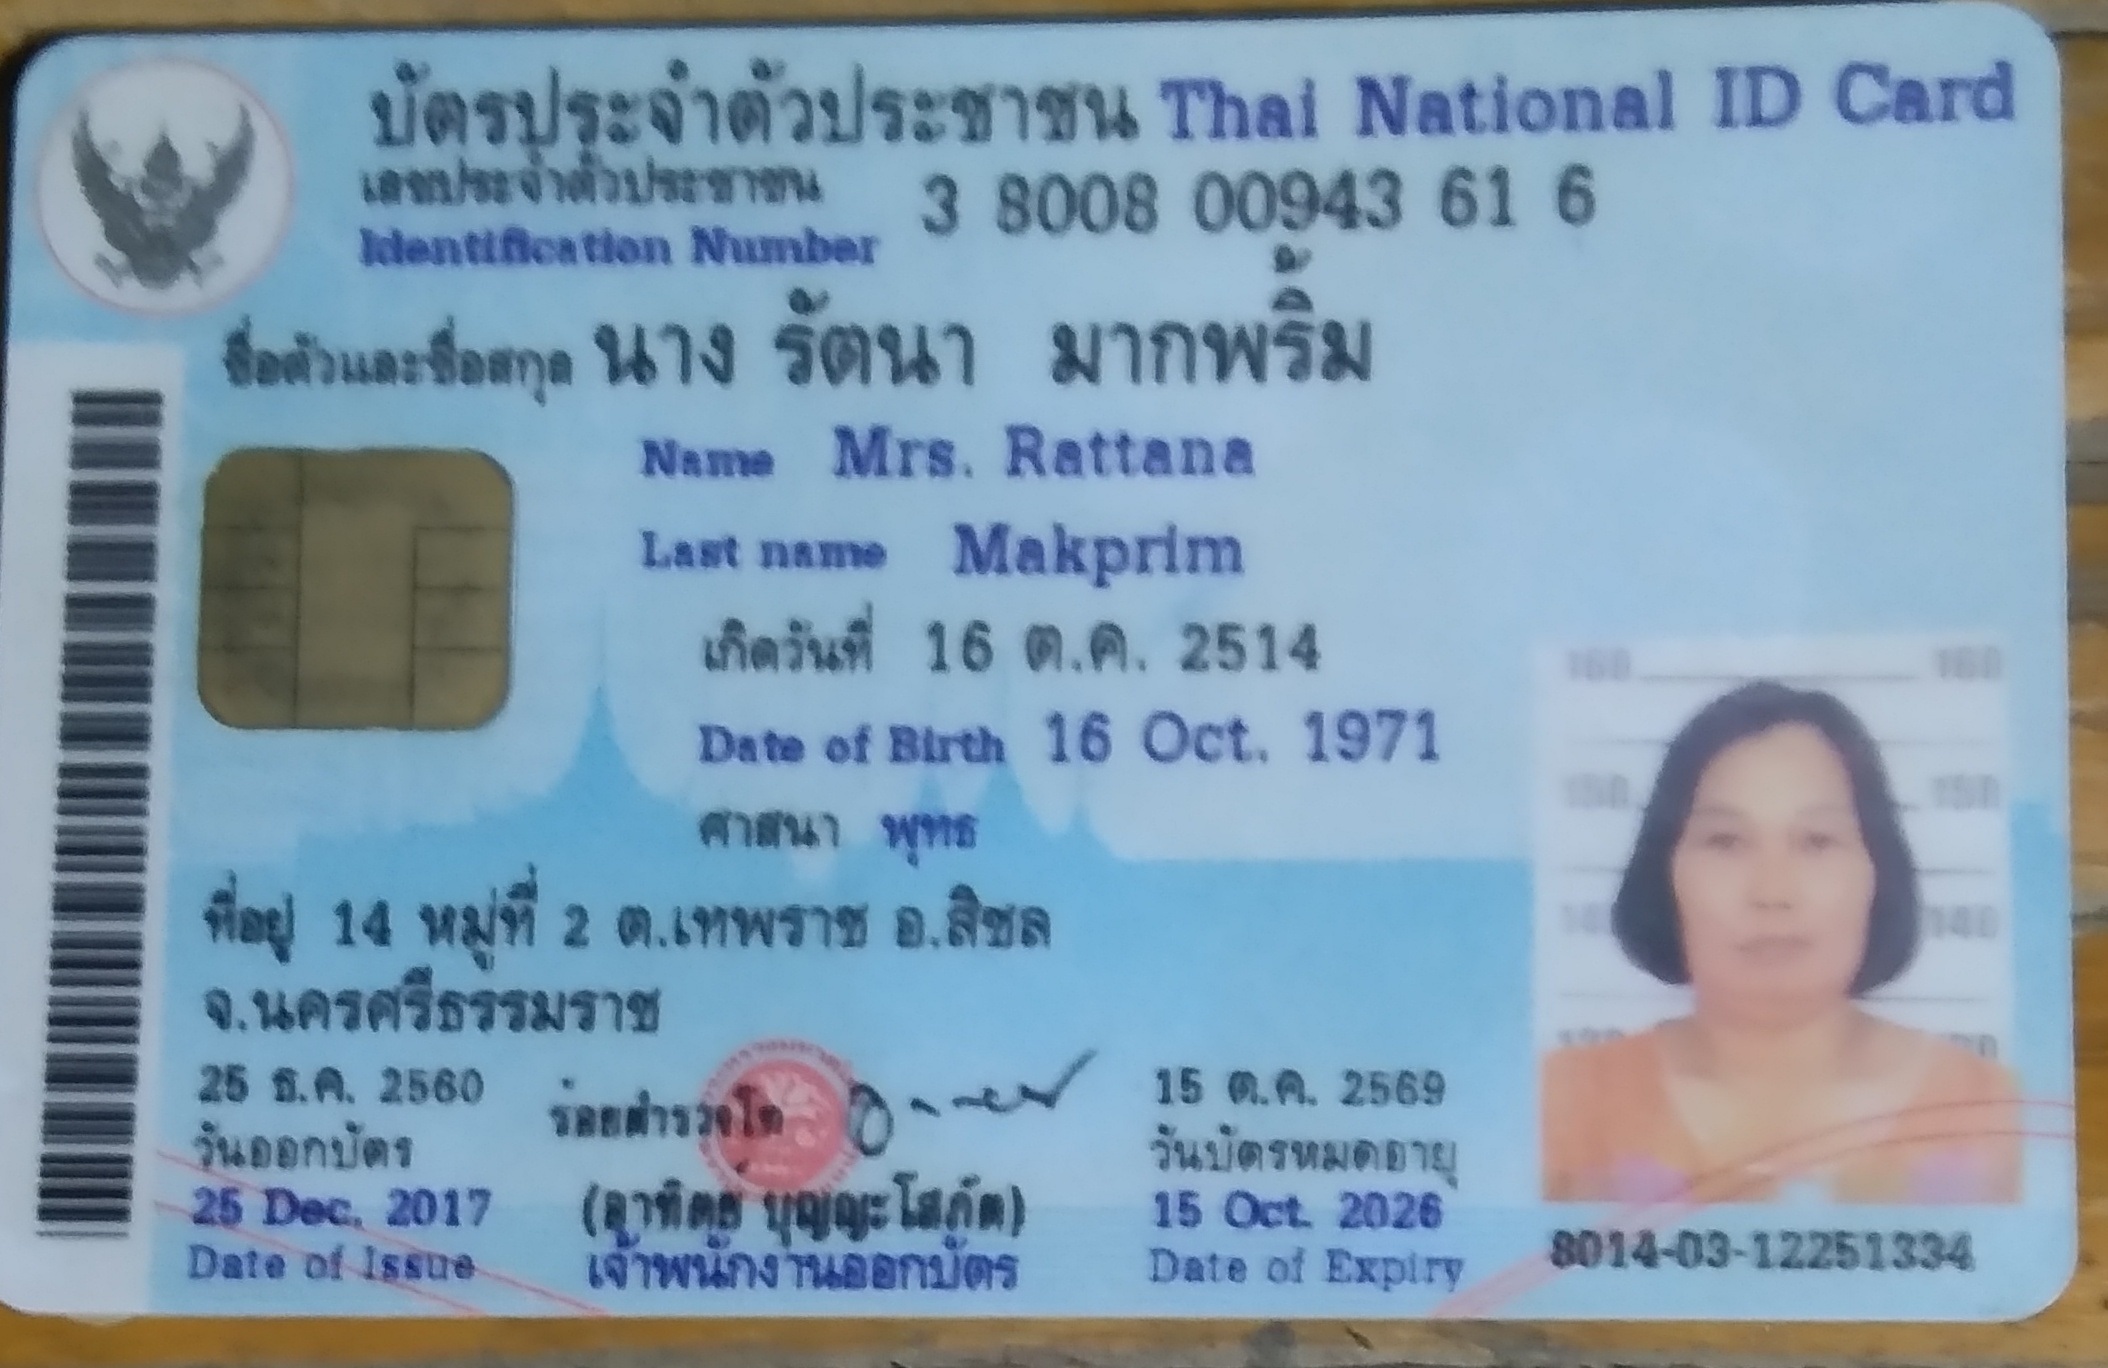 บัตรประจำตัวประชาชน Thai National ID Card
เลขประจำตัวประชาชน
Identification Number 3 8008 00943 61 6
ชื่อตัวและชื่อสกุล นาง รัตนา มากพริ้ม
Name Mrs. Rattana
Last name Makprim
เกิดวันที่ 16 ต.ค. 2514
Date of Birth 16 Oct. 1971
ศาสนา พุทธ
ที่อยู่ 14 หมู่ที่ 2 ต.เทพราช อ.สิชล
จ.นครศรีธรรมราช
25 ธ.ค. 2560
วันออกบัตร
25 Dec. 2017
Date of Issue
ร้อยตำรวจโท
(อาทิตย์ บุญญะโสภัต)
เจ้าพนักงานออกบัตร
15 ต.ค. 2569
วันบัตรหมดอายุ
15 Oct. 2026
Date of Expiry
160 160
150 150
140 140
8014-03-12251334